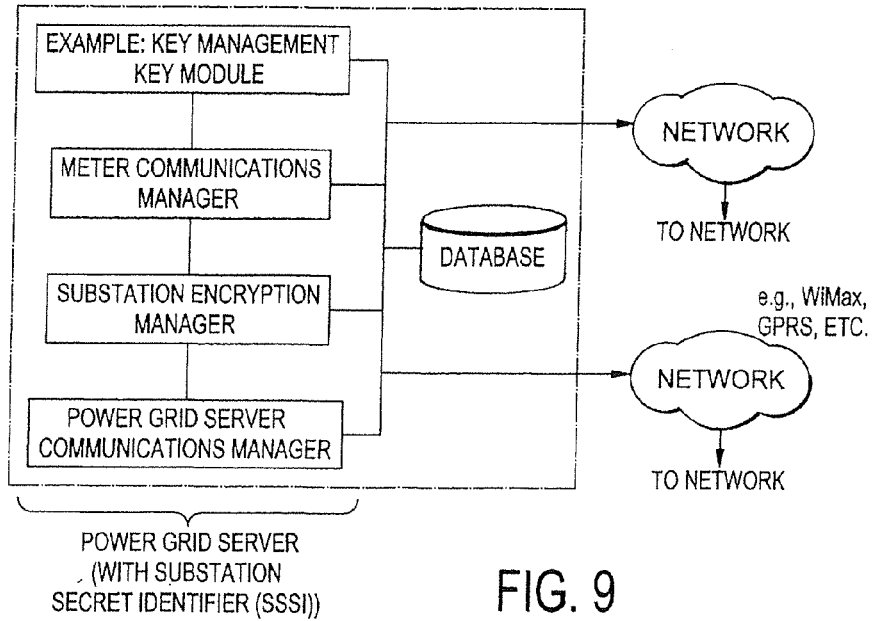 EXAMPLE: KEY MANAGEMENT
KEY MODULE
METER COMMUNICATIONS
MANAGER
SUBSTATION ENCRYPTION
MANAGER
POWER GRID SERVER
COMMUNICATIONS MANAGER
DATABASE
NETWORK
TO NETWORK
e.g., WiMax,
GPRS, ETC.
NETWORK
TO NETWORK
POWER GRID SERVER
(WITH SUBSTATION
SECRET IDENTIFIER (SSSI))
FIG. 9